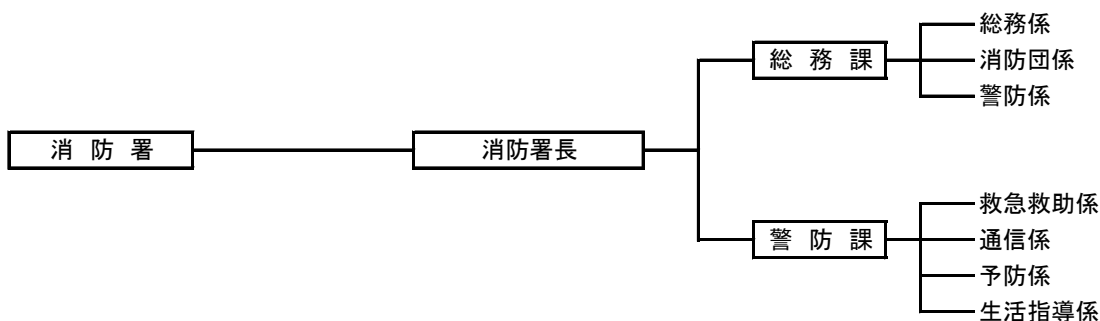 消防署
消防署長
総務課
総務係
消防団係
警防係
警防課
救急救助係
通信係
予防係
生活指導係